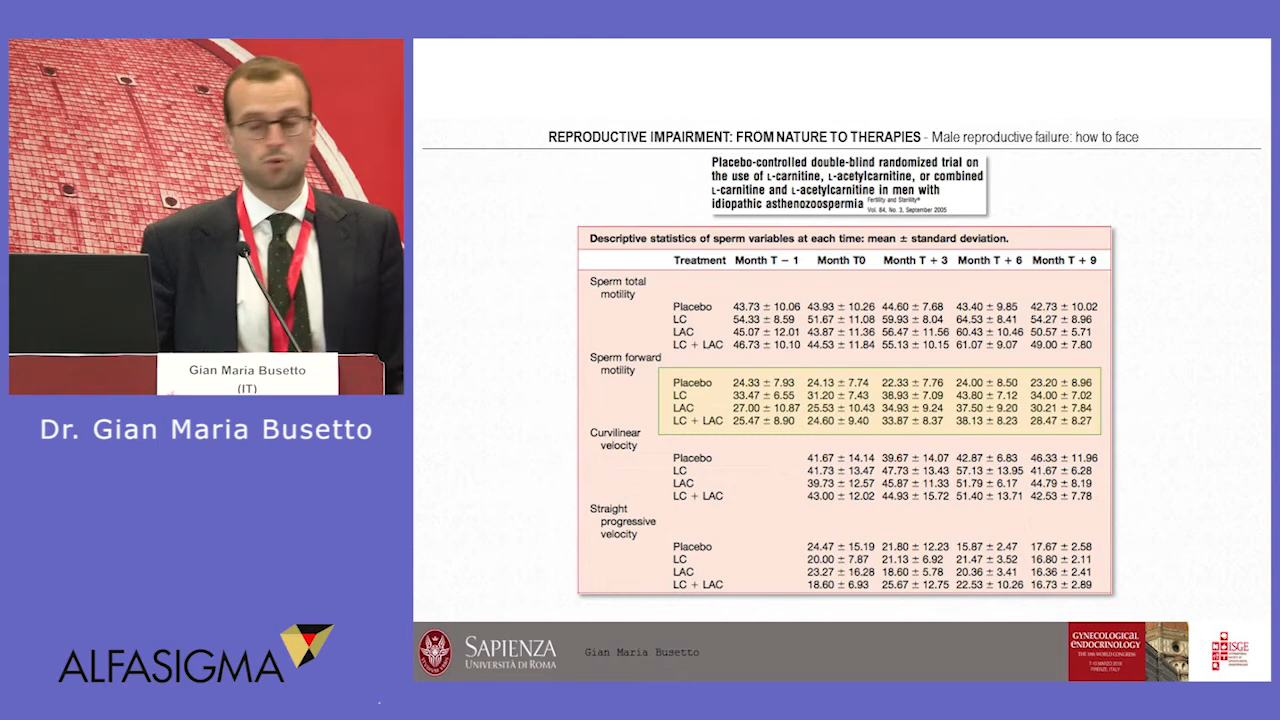 Gian Maria Busetto
(IT)
Dr. Gian Maria Busetto
ALFASIGMA
REPRODUCTIVE IMPAIRMENT: FROM NATURE TO THERAPIES - Male reproductive failure: how to face
Placebo-controlled double-blind randomized trial on
the use of L-carnitine, L-acetylcarnitine, or combined
L-carnitine and L-acetylcarnitine in men with
idiopathic asthenozoospermia Fertility and Sterility®
Vol. 84, No. 3, September 2005
Descriptive statistics of sperm variables at each time: mean ± standard deviation.
Treatment Month T − 1 Month T0 Month T + 3 Month T + 6 Month T + 9
Sperm total
motility
Placebo 43.73 ± 10.06 43.93 ± 10.26 44.60 ± 7.68 43.40 ± 9.85 42.73 ± 10.02
LC 54.33 ± 8.59 51.67 ± 11.08 59.93 ± 8.04 64.53 ± 8.41 54.27 ± 8.96
LAC 45.07 ± 12.01 43.87 ± 11.36 56.47 ± 11.56 60.43 ± 10.46 50.57 ± 5.71
LC + LAC 46.73 ± 10.10 44.53 ± 11.84 55.13 ± 10.15 61.07 ± 9.07 49.00 ± 7.80
Sperm forward
motility
Placebo 24.33 ± 7.93 24.13 ± 7.74 22.33 ± 7.76 24.00 ± 8.50 23.20 ± 8.96
LC 33.47 ± 6.55 31.20 ± 7.43 38.93 ± 7.09 43.80 ± 7.12 34.00 ± 7.02
LAC 27.00 ± 10.87 25.53 ± 10.43 34.93 ± 9.24 37.50 ± 9.20 30.21 ± 7.84
LC + LAC 25.47 ± 8.90 24.60 ± 9.40 33.87 ± 8.37 38.13 ± 8.23 28.47 ± 8.27
Curvilinear
velocity
Placebo 41.67 ± 14.14 39.67 ± 14.07 42.87 ± 6.83 46.33 ± 11.96
LC 41.73 ± 13.47 47.73 ± 13.43 57.13 ± 13.95 41.67 ± 6.28
LAC 39.73 ± 12.57 45.87 ± 11.33 51.79 ± 6.17 44.79 ± 8.19
LC + LAC 43.00 ± 12.02 44.93 ± 15.72 51.40 ± 13.71 42.53 ± 7.78
Straight
progressive
velocity
Placebo 24.47 ± 15.19 21.80 ± 12.23 15.87 ± 2.47 17.67 ± 2.58
LC 20.00 ± 7.87 21.13 ± 6.92 21.47 ± 3.52 16.80 ± 2.11
LAC 23.27 ± 16.28 18.60 ± 5.78 20.36 ± 3.41 16.36 ± 2.41
LC + LAC 18.60 ± 6.93 25.67 ± 12.75 22.53 ± 10.26 16.73 ± 2.89
SAPIENZA
UNIVERSITÀ DI ROMA
Gian Maria Busetto
GYNECOLOGICAL
ENDOCRINOLOGY
THE 18th WORLD CONGRESS
7-10 MARZO 2018
FIRENZE, ITALY
ISGE